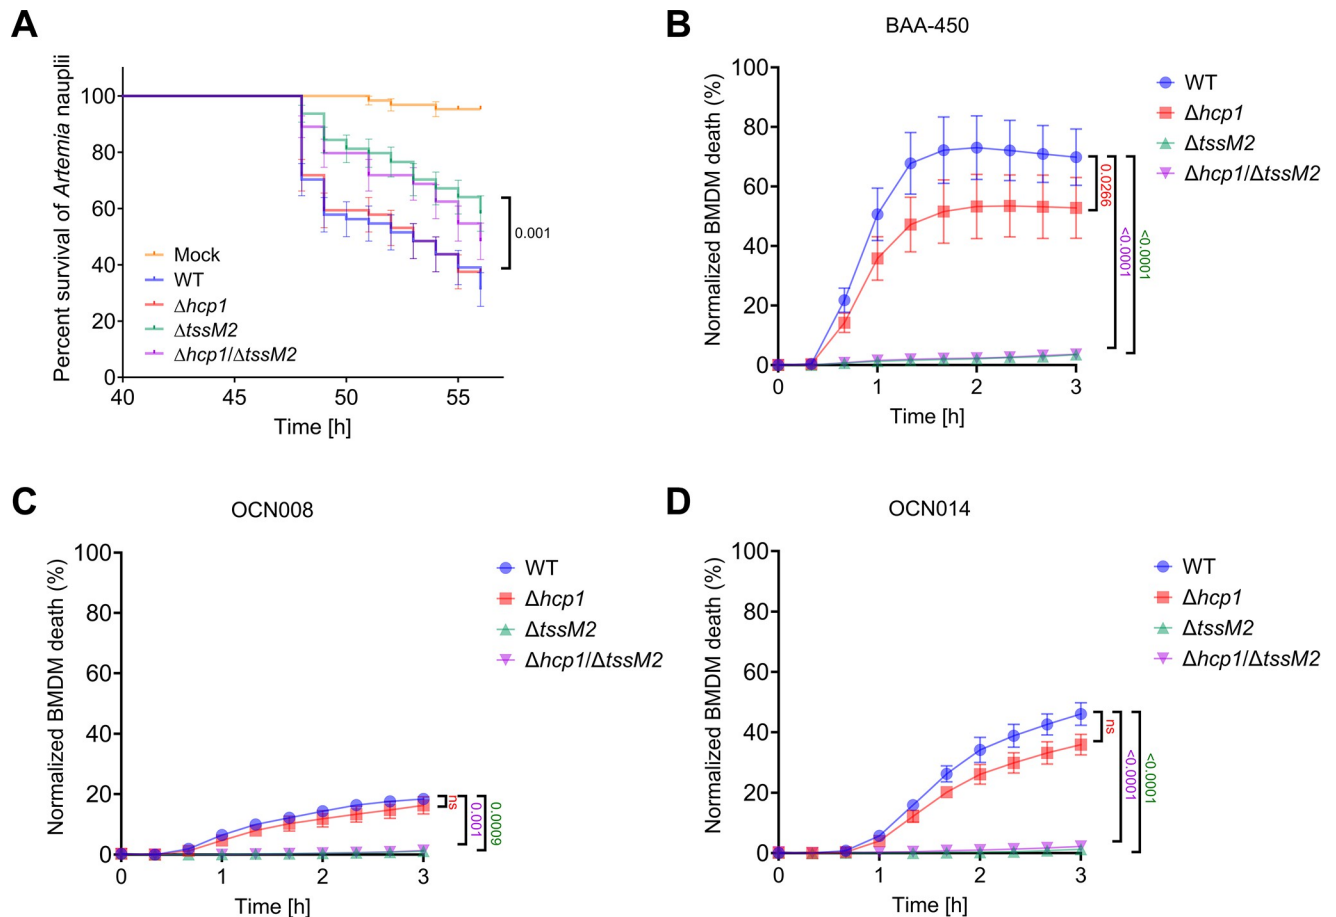 A
Percent survival of Artemia nauplii
100
80
60
40
20
0
40
45
50
55
Time [h]
Mock
WT
Δhcp1
ΔtssM2
Δhcp1/ΔtssM2
0.001
B
BAA-450
Normalized BMDM death (%)
100
80
60
40
20
0
0
1
2
3
Time [h]
WT
Δhcp1
ΔtssM2
Δhcp1/ΔtssM2
0.0266
<0.0001
<0.0001
C
OCN008
Normalized BMDM death (%)
100
80
60
40
20
0
0
1
2
3
Time [h]
WT
Δhcp1
ΔtssM2
Δhcp1/ΔtssM2
ns
0.001
0.0009
D
OCN014
Normalized BMDM death (%)
100
80
60
40
20
0
0
1
2
3
Time [h]
WT
Δhcp1
ΔtssM2
Δhcp1/ΔtssM2
ns
<0.0001
<0.0001